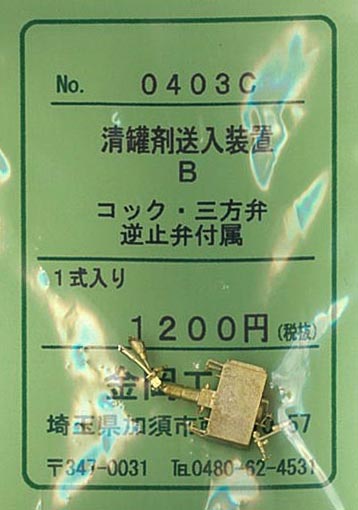 No. 0403C
清罐剤送入装置
B
コック・三方弁
逆止弁付属
1式入り
1200円(税抜)
埼玉県加須市 57
〒347-0031 TEL0480-62-4531